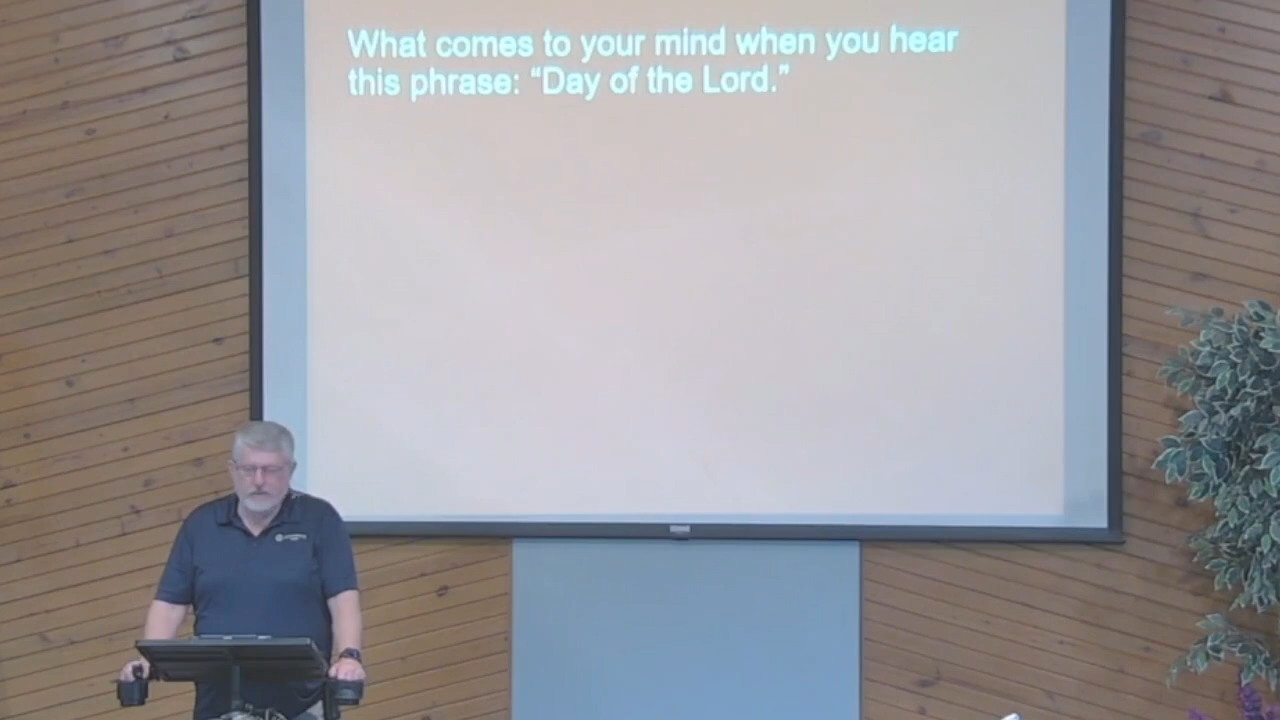 What comes to your mind when you hear
this phrase: “Day of the Lord.”